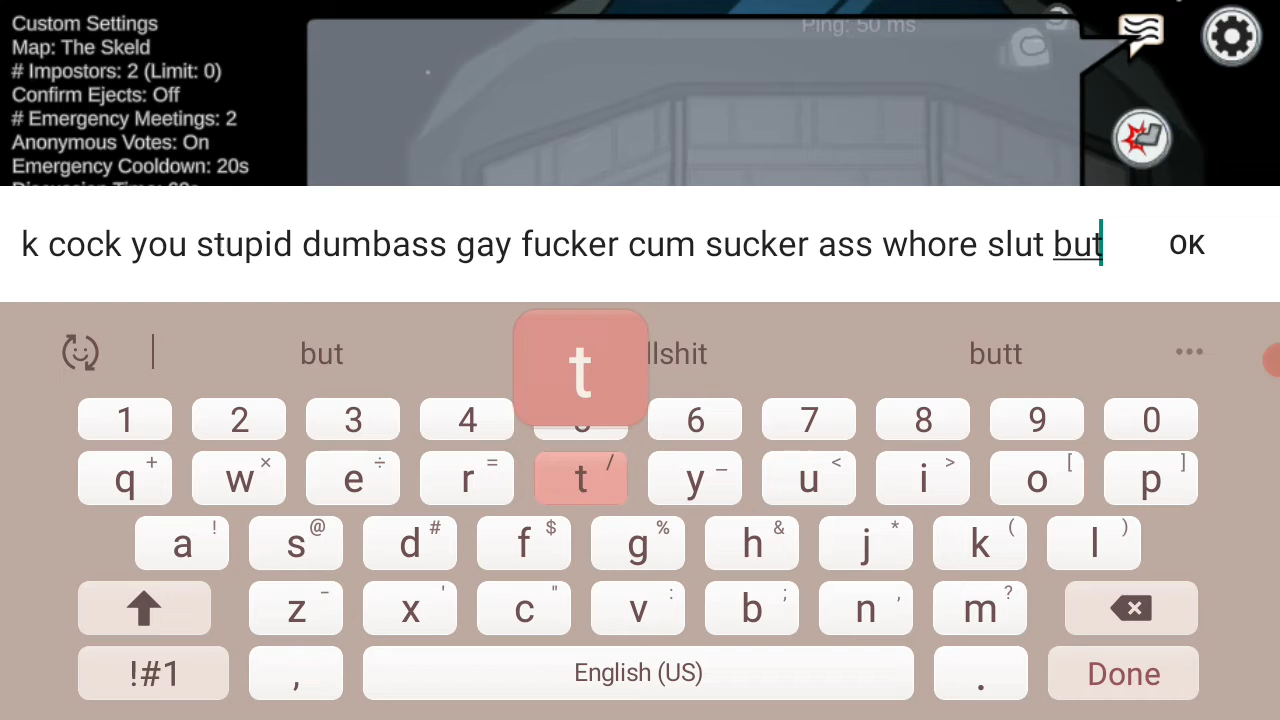 Custom Settings
Map: The Skeld
# Impostors: 2 (Limit: 0)
Confirm Ejects: Off
# Emergency Meetings: 2
Anonymous Votes: On
Emergency Cooldown: 20s
Ping: 50 ms
k cock you stupid dumbass gay fucker cum sucker ass whore slut but
OK
but
llshit
butt
t
1 2 3 4 6 7 8 9 0
q + w × e ÷ r = t / y _ u < i > o [ p ]
a ! s @ d # f $ g % h & j * k ( l )
z - x ' c " v : b ; n , m ?
!#1 , English (US) . Done